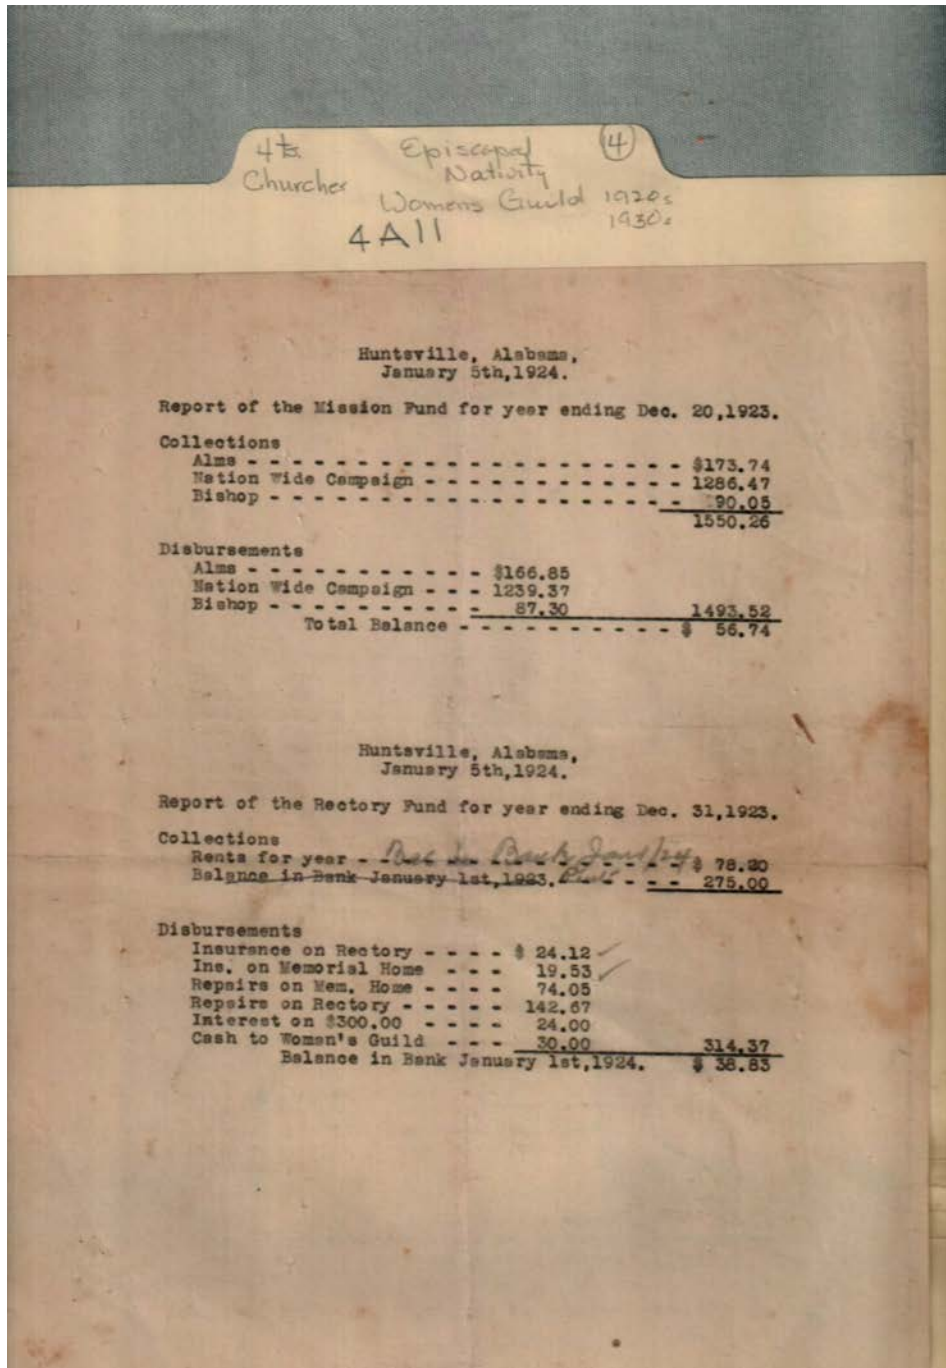 4 Episcopal 4
Churches Nativity
Womens Guild 1920s
1930s
4A11
Huntsville, Alabama,
January 5th,1924.
Report of the Mission Fund for year ending Dec. 20,1923.
Collections
Alms - - - - - - - - - - - - - - - - - - - - $173.74
Nation Wide Campaign - - - - - - - - - - - - 1286.47
Bishop - - - - - - - - - - - - - - - - - - - 90.05
1550.26
Disbursements
Alms - - - - - - - - - - - $166.85
Nation Wide Campaign - - - 1239.37
Bishop - - - - - - - - - - 87.30 1493.52
Total Balance - - - - - - - - - - $ 56.74
Huntsville, Alabama,
January 5th,1924.
Report of the Rectory Fund for year ending Dec. 31,1923.
Collections
Rents for year - - Bank - - - $ 78.20
Balance in Bank January 1st,1923. - - - 275.00
Disbursements
Insurance on Rectory - - - - $ 24.12
Ins. on Memorial Home - - - 19.53
Repairs on Mem. Home - - - - 74.05
Repairs on Rectory - - - - - 142.67
Interest on $300.00 - - - - 24.00
Cash to Woman's Guild - - - 30.00 314.37
Balance in Bank January 1st,1924. $ 38.83